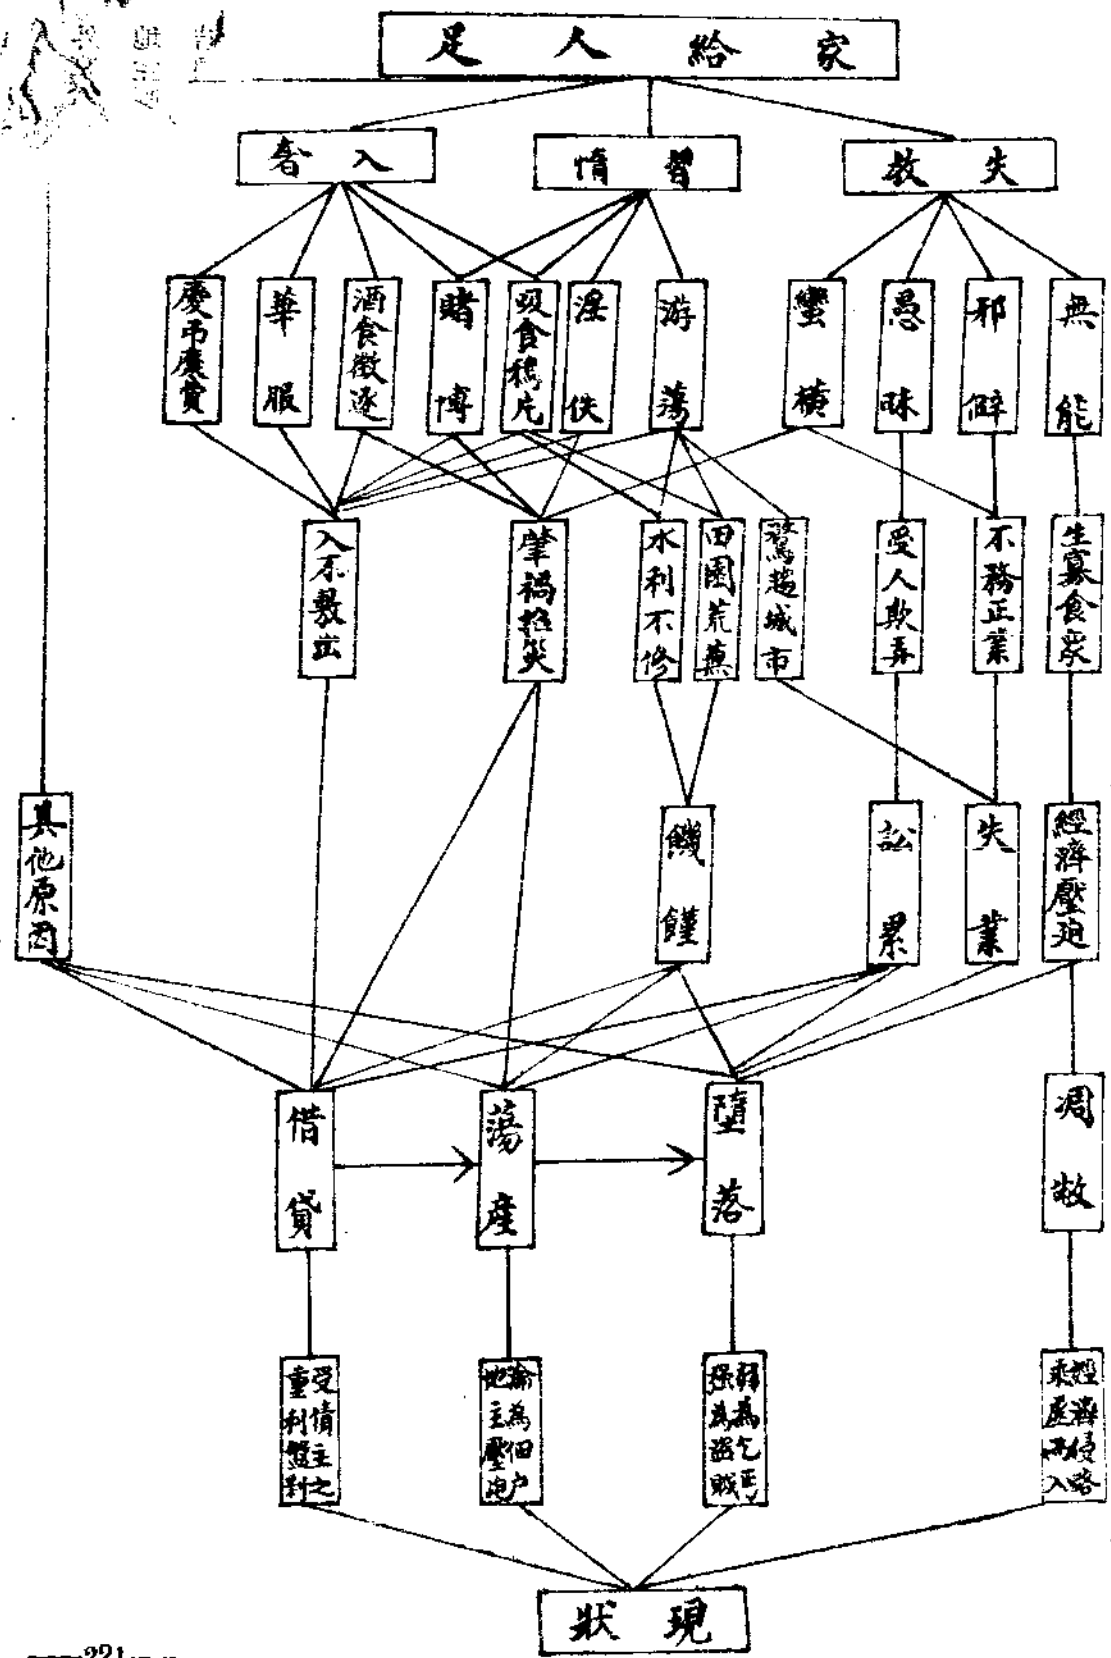 家給人足
失教
習惰
入奢
無能
邪僻
愚昧
蠻橫
游蕩
淫佚
吸食鴉片
賭博
酒食徵逐
華服
慶弔廣費
生寡食衆
不務正業
受人欺弄
鶩趨城市
田園荒蕪
水利不修
肇禍招災
入不敷出
經濟壓迫
失業
訟累
饑饉
其他原因
凋敝
墮落
蕩產
借貸
經濟侵略
乘虛而入
弱為乞丐
強為盜賊
淪為佃户
地主壓迫
受債主之
重利盤剝
現狀
221